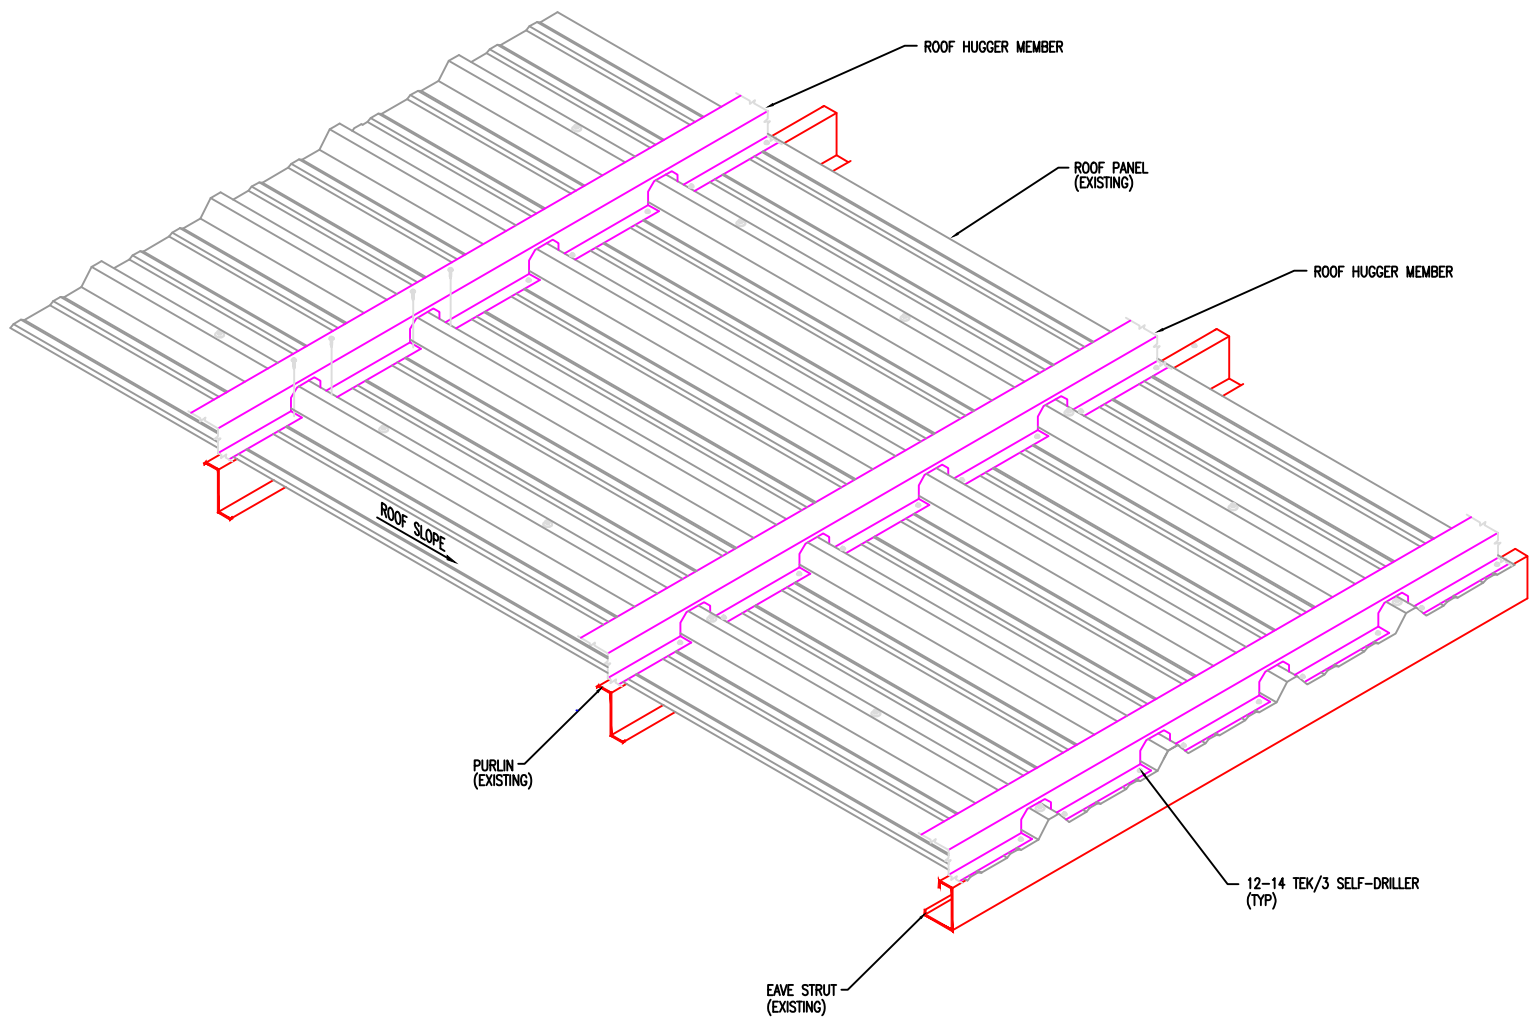 ROOF HUGGER MEMBER
ROOF PANEL
(EXISTING)
ROOF HUGGER MEMBER
ROOF SLOPE
PURLIN
(EXISTING)
12-14 TEK/3 SELF-DRILLER
(TYP)
EAVE STRUT
(EXISTING)